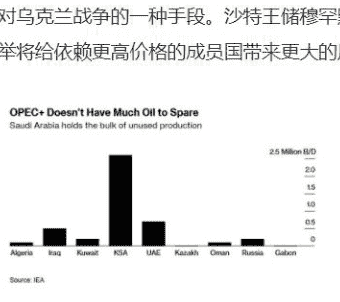 对乌克兰战争的一种手段。沙特王储穆罕
举将给依赖更高价格的成员国带来更大的
OPEC+ Doesn't Have Much Oil to Spare
Saudi Arabia holds the bulk of unused production
2.5 Million B/D
2.0
1.5
1.0
0.5
0
Algeria Iraq Kuwait KSA UAE Kazakh Oman Russia Gabon
Source: IEA